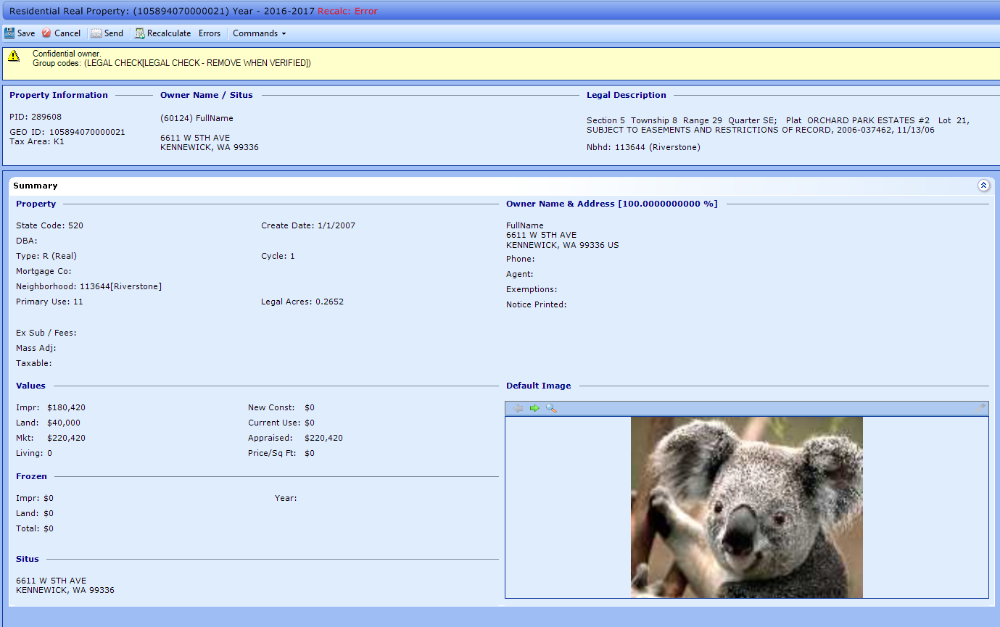 Residential Real Property: (105894070000021) Year - 2016-2017 Recalc: Error
Save Cancel Send Recalculate Errors Commands
Confidential owner.
Group codes: (LEGAL CHECK[LEGAL CHECK - REMOVE WHEN VERIFIED])
Property Information
PID: 289608
GEO ID: 105894070000021
Tax Area: K1
Owner Name / Situs
(60124) FullName
6611 W 5TH AVE
KENNEWICK, WA 99336
Legal Description
Section 5 Township 8 Range 29 Quarter SE; Plat ORCHARD PARK ESTATES #2 Lot 21,
SUBJECT TO EASEMENTS AND RESTRICTIONS OF RECORD, 2006-037462, 11/13/06
Nbhd: 113644 (Riverstone)
Summary
Property
State Code: 520 Create Date: 1/1/2007
DBA:
Type: R (Real) Cycle: 1
Mortgage Co:
Neighborhood: 113644[Riverstone]
Primary Use: 11 Legal Acres: 0.2652
Ex Sub / Fees:
Mass Adj:
Taxable:
Owner Name & Address [100.0000000000 %]
FullName
6611 W 5TH AVE
KENNEWICK, WA 99336 US
Phone:
Agent:
Exemptions:
Notice Printed:
Values
Impr: $180,420 New Const: $0
Land: $40,000 Current Use: $0
Mkt: $220,420 Appraised: $220,420
Living: 0 Price/Sq Ft: $0
Frozen
Impr: $0 Year:
Land: $0
Total: $0
Situs
6611 W 5TH AVE
KENNEWICK, WA 99336
Default Image